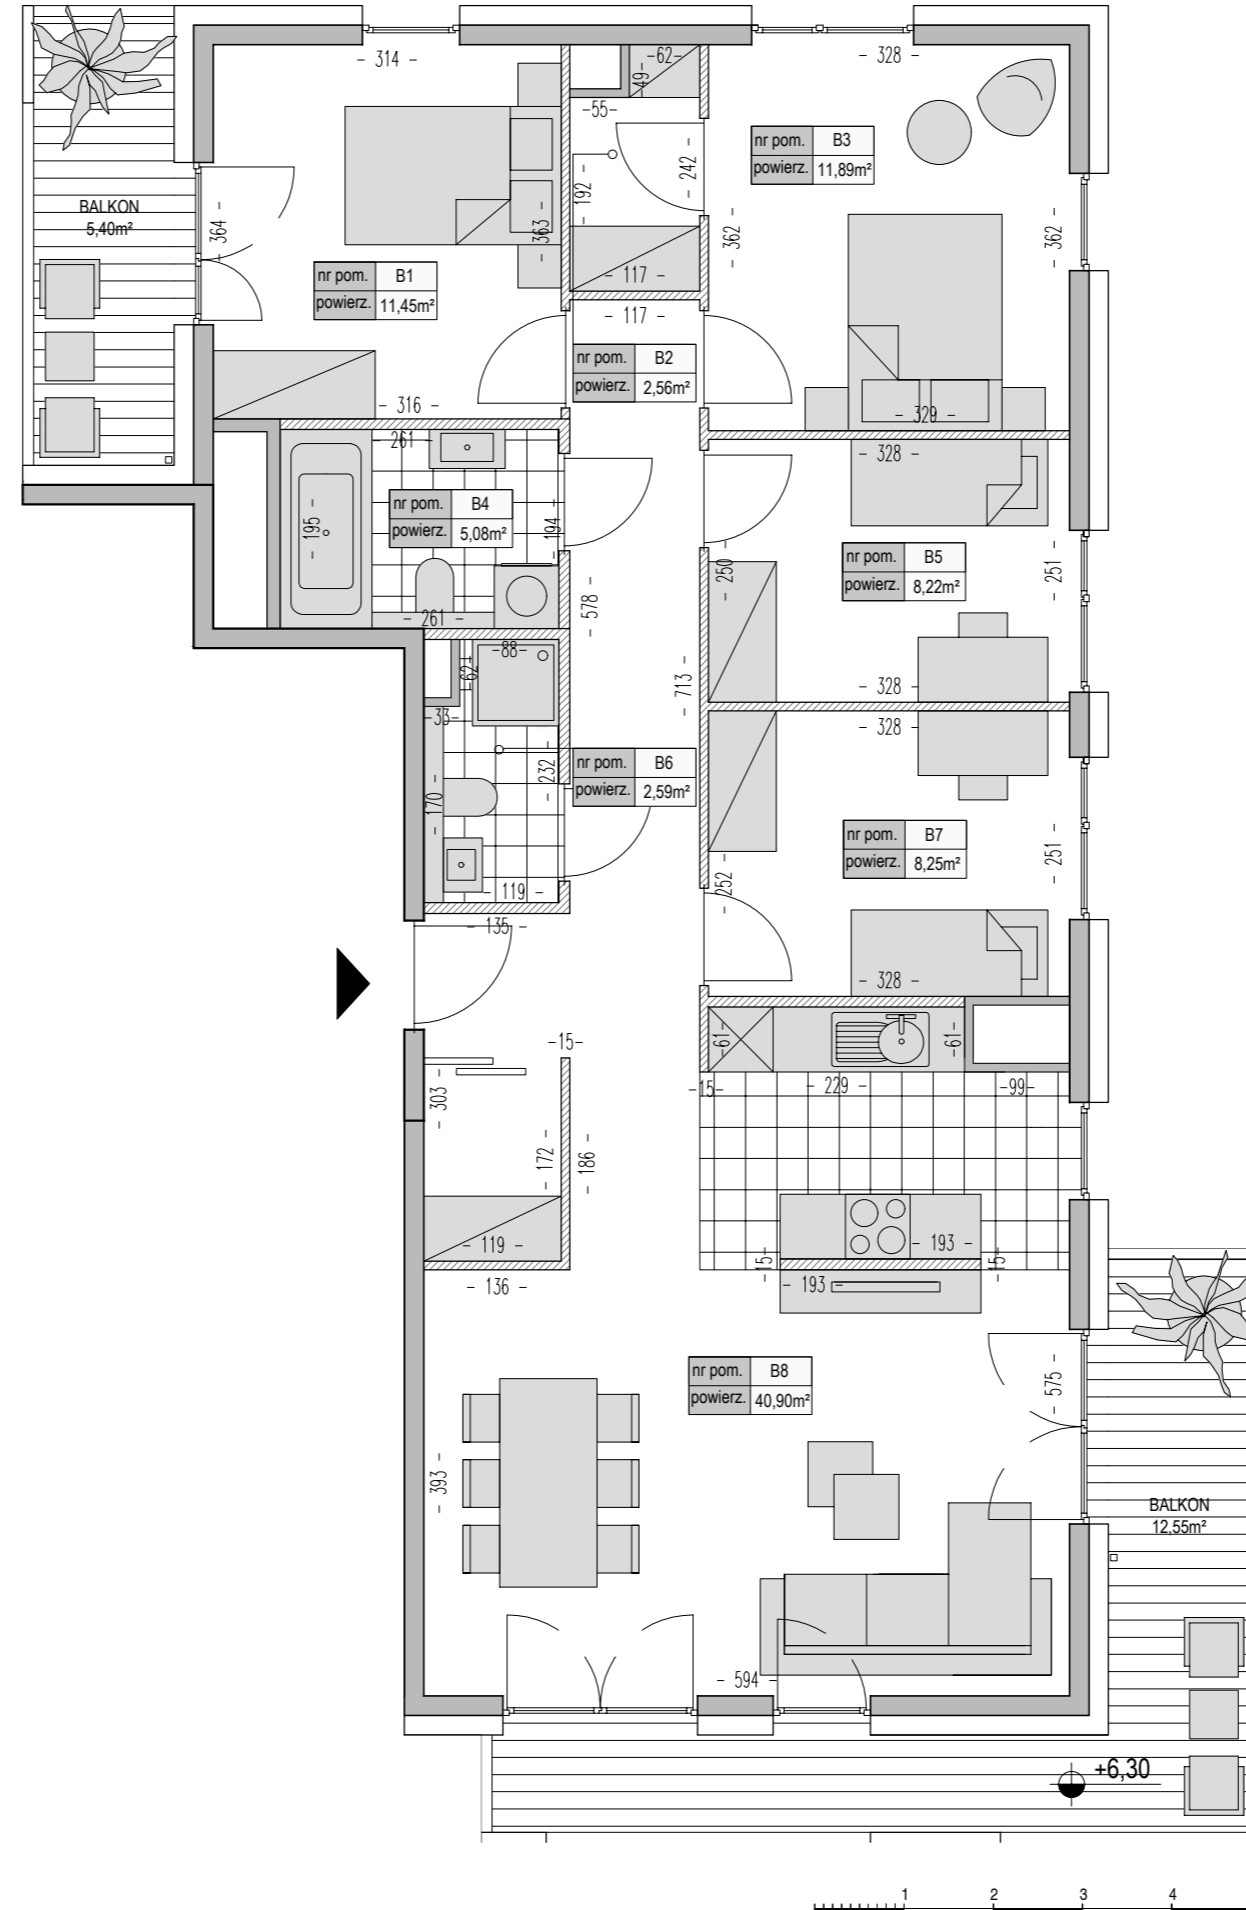 - 314 -
-62-
- 328 -
-49-
-55-
nr pom. B3
powierz. 11,89m²
- 242 -
- 192 -
BALKON
5,40m²
- 364 -
- 363 -
- 362 -
- 362 -
nr pom. B1
powierz. 11,45m²
- 117 -
- 117 -
nr pom. B2
powierz. 2,56m²
- 316 -
- 329 -
- 261 -
- 328 -
nr pom. B4
powierz. 5,08m²
- 195 -
- 194 -
nr pom. B5
powierz. 8,22m²
- 250 -
- 251 -
- 578 -
- 261 -
-88-
-62-
- 713 -
- 328 -
-33-
- 328 -
nr pom. B6
powierz. 2,59m²
- 232 -
- 170 -
nr pom. B7
powierz. 8,25m²
- 251 -
- 252 -
- 119 -
- 135 -
- 328 -
-15-
-61-
-61-
-15-
- 229 -
-99-
- 303 -
- 172 -
- 186 -
- 119 -
- 193 -
-15-
-15-
- 136 -
- 193 -
nr pom. B8
powierz. 40,90m²
- 575 -
- 393 -
BALKON
12,55m²
- 594 -
+6,30
1 2 3 4